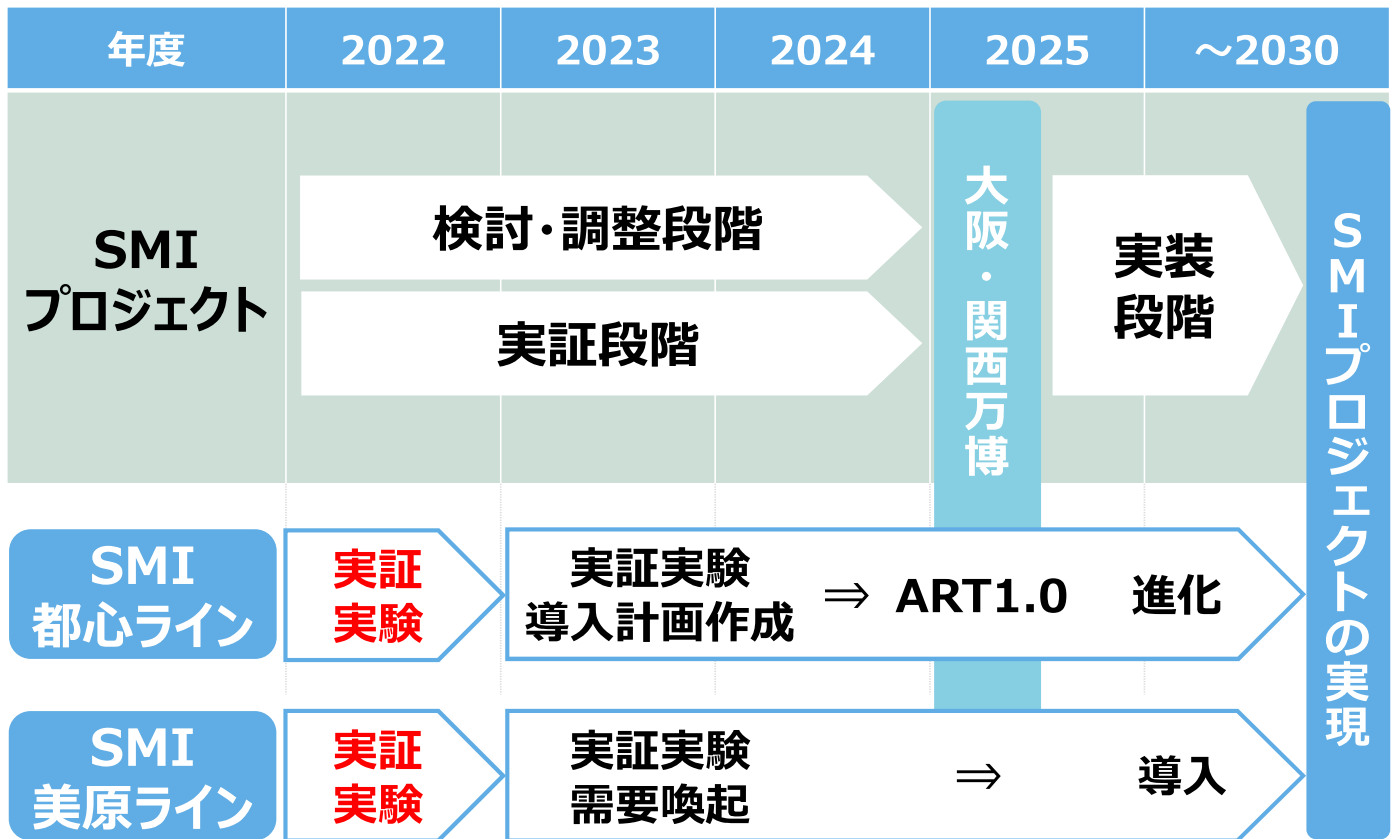 年度 2022 2023 2024 2025 ～2030
SMI
プロジェクト
検討・調整段階
実証段階
大阪・関西万博
実装
段階
SMIプロジェクトの実現
SMI
都心ライン
実証
実験
実証実験
導入計画作成
⇒ ART1.0 進化
SMI
美原ライン
実証
実験
実証実験
需要喚起
⇒ 導入